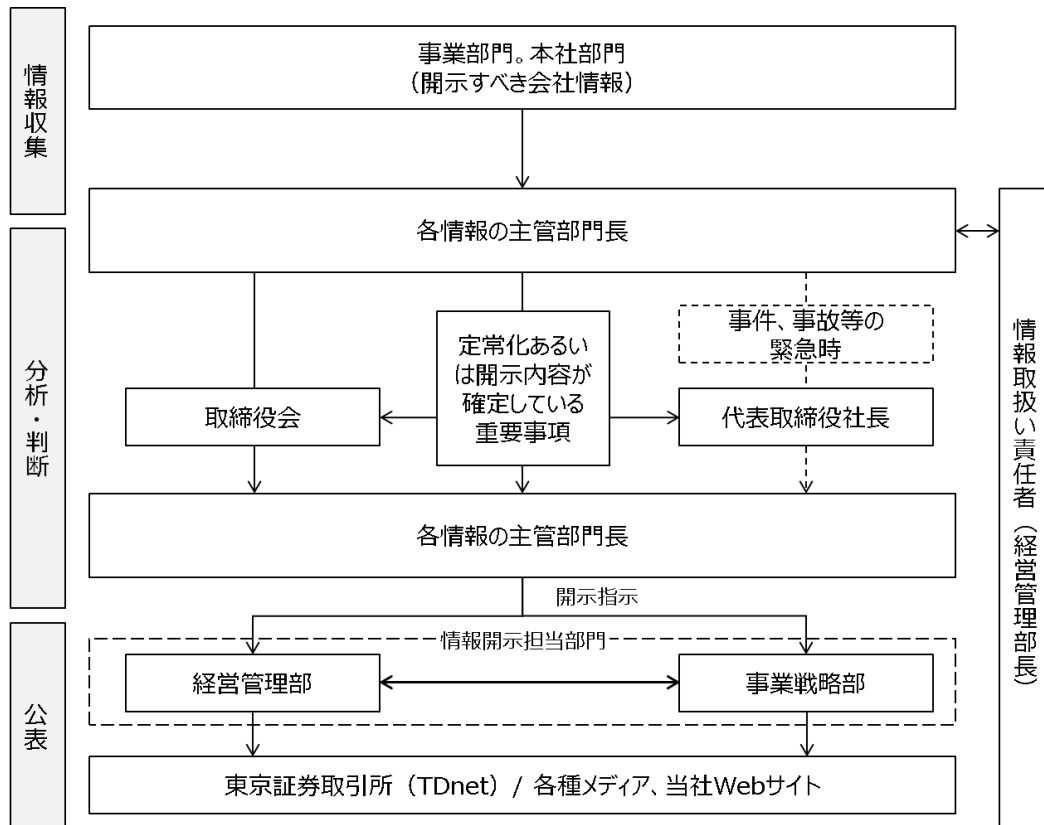 情報収集
事業部門。本社部門
(開示すべき会社情報)
各情報の主管部門長
分析・判断
定常化あるい
は開示内容が
確定している
重要事項
事件、事故等の
緊急時
取締役会
代表取締役社長
各情報の主管部門長
開示指示
公表
情報開示担当部門
経営管理部
事業戦略部
東京証券取引所（TDnet）/ 各種メディア、当社Webサイト
情報取扱い責任者（経営管理部長）